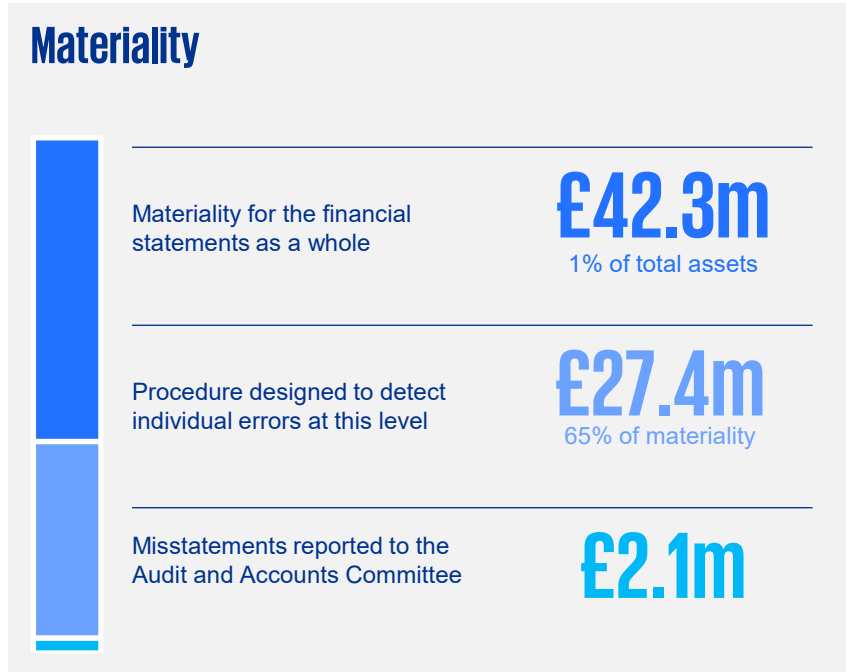 Materiality
Materiality for the financial
statements as a whole
£42.3m
1% of total assets
Procedure designed to detect
individual errors at this level
£27.4m
65% of materiality
Misstatements reported to the
Audit and Accounts Committee
£2.1m